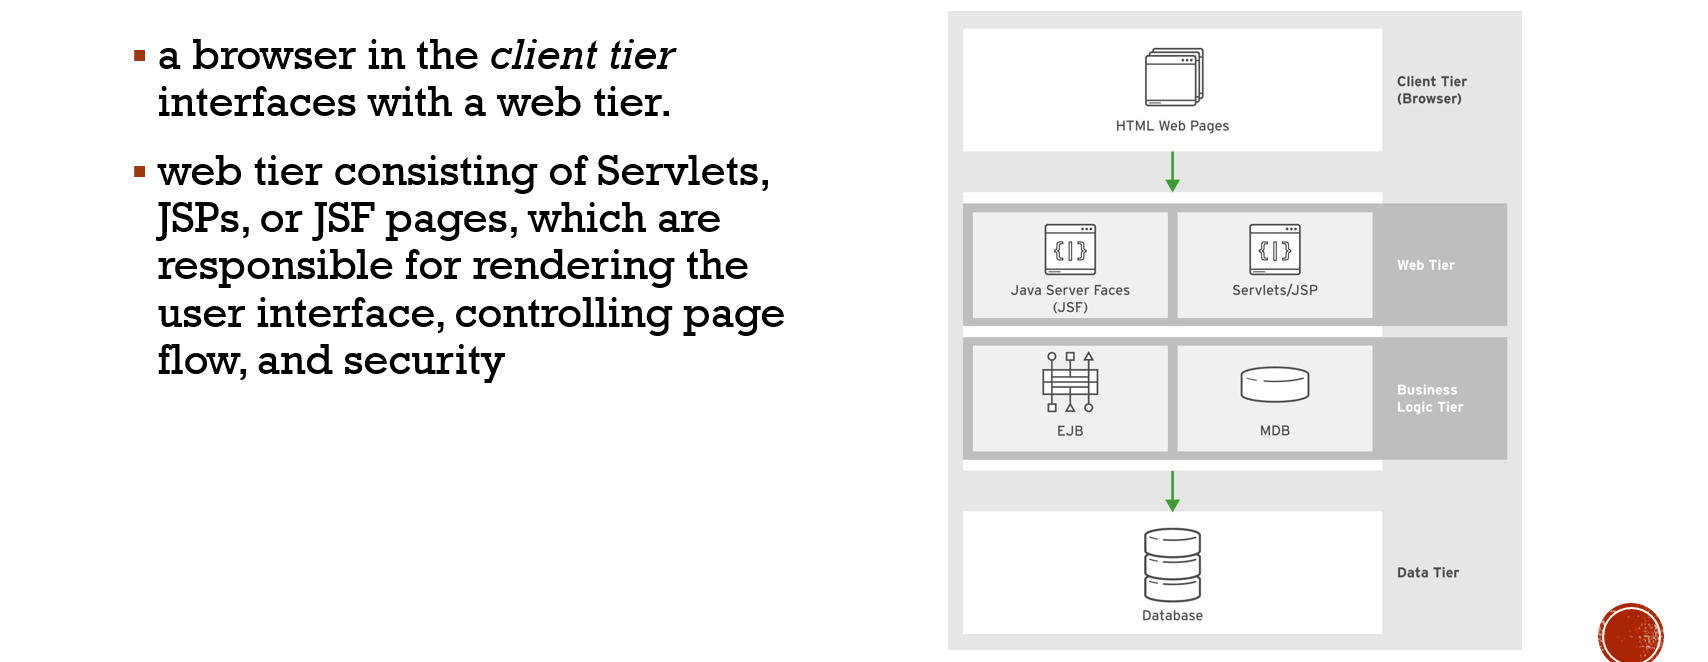 a browser in the client tier
interfaces with a web tier.
web tier consisting of Servlets,
JSPs, or JSF pages, which are
responsible for rendering the
user interface, controlling page
flow, and security
HTML Web Pages
Client Tier
(Browser)
{|} {|}
Java Server Faces
(JSF)
Servlets/JSP
Web Tier
EJB
MDB
Business
Logic Tier
Database
Data Tier